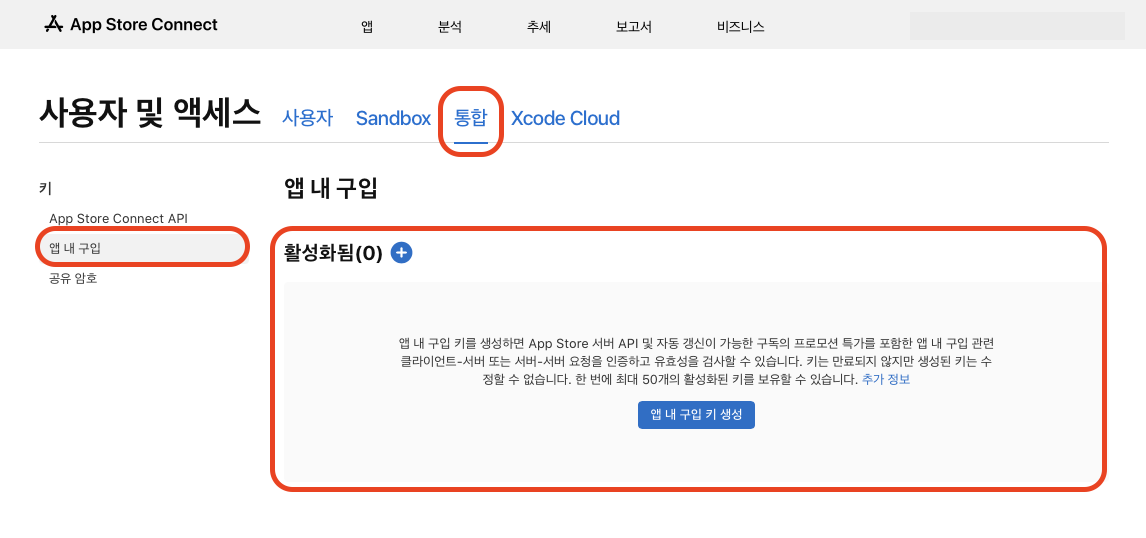 App Store Connect
앱
분석
추세
보고서
비즈니스
사용자 및 액세스
사용자
Sandbox
통합
Xcode Cloud
키
App Store Connect API
앱 내 구입
공유 암호
앱 내 구입
활성화됨(0)
앱 내 구입 키를 생성하면 App Store 서버 API 및 자동 갱신이 가능한 구독의 프로모션 특가를 포함한 앱 내 구입 관련
클라이언트-서버 또는 서버-서버 요청을 인증하고 유효성을 검사할 수 있습니다. 키는 만료되지 않지만 생성된 키는 수
정할 수 없습니다. 한 번에 최대 50개의 활성화된 키를 보유할 수 있습니다. 추가 정보
앱 내 구입 키 생성